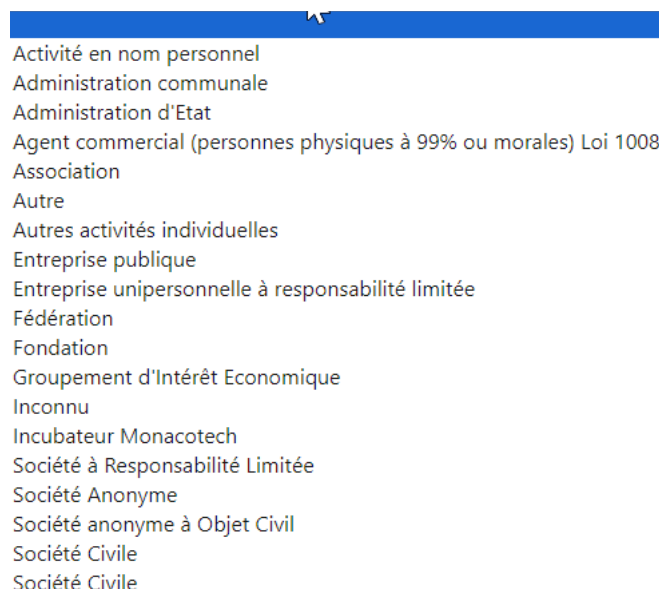 Activité en nom personnel
Administration communale
Administration d'Etat
Agent commercial (personnes physiques à 99% ou morales) Loi 1008
Association
Autre
Autres activités individuelles
Entreprise publique
Entreprise unipersonnelle à responsabilité limitée
Fédération
Fondation
Groupement d'Intérêt Economique
Inconnu
Incubateur Monacotech
Société à Responsabilité Limitée
Société Anonyme
Société anonyme à Objet Civil
Société Civile
Société Civile